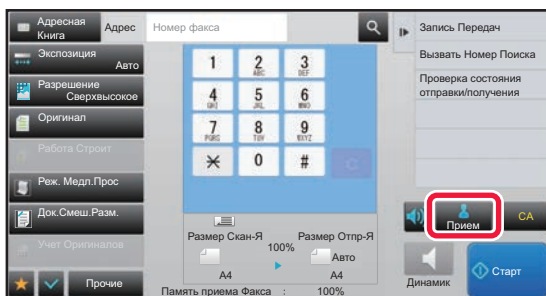 Адресная
Книга
Адрес
Номер факса
Экспозиция
Авто
Разрешение
Сверхвысокое
Оригинал
Работа Строит
Реж. Медл.Прос
Док.Смеш.Разм.
Учет Оригиналов
Прочие
1
2
ABC
3
DEF
4
GHI
5
JKL
6
MNO
7
PQRS
8
TUV
9
WXYZ
0
#
C
Размер Скан-Я
100%
Размер Отпр-Я
Авто
A4
A4
Память приема Факса : 100%
Запись Передач
Вызвать Номер Поиска
Проверка состояния
отправки/получения
Прием
CA
Динамик
Старт